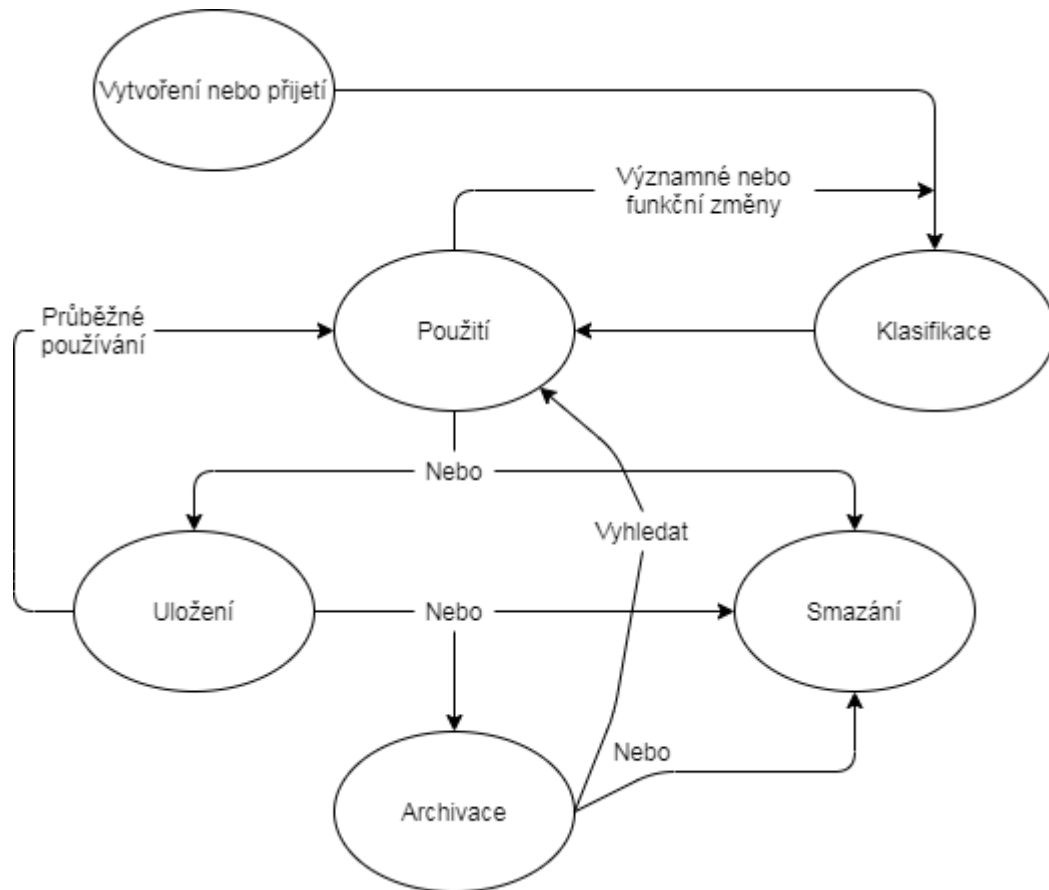 Vytvoření nebo přijetí
Významné nebo
funkční změny
Průběžné
používání
Použití
Klasifikace
Nebo
Vyhledat
Uložení
Nebo
Smazání
Nebo
Archivace